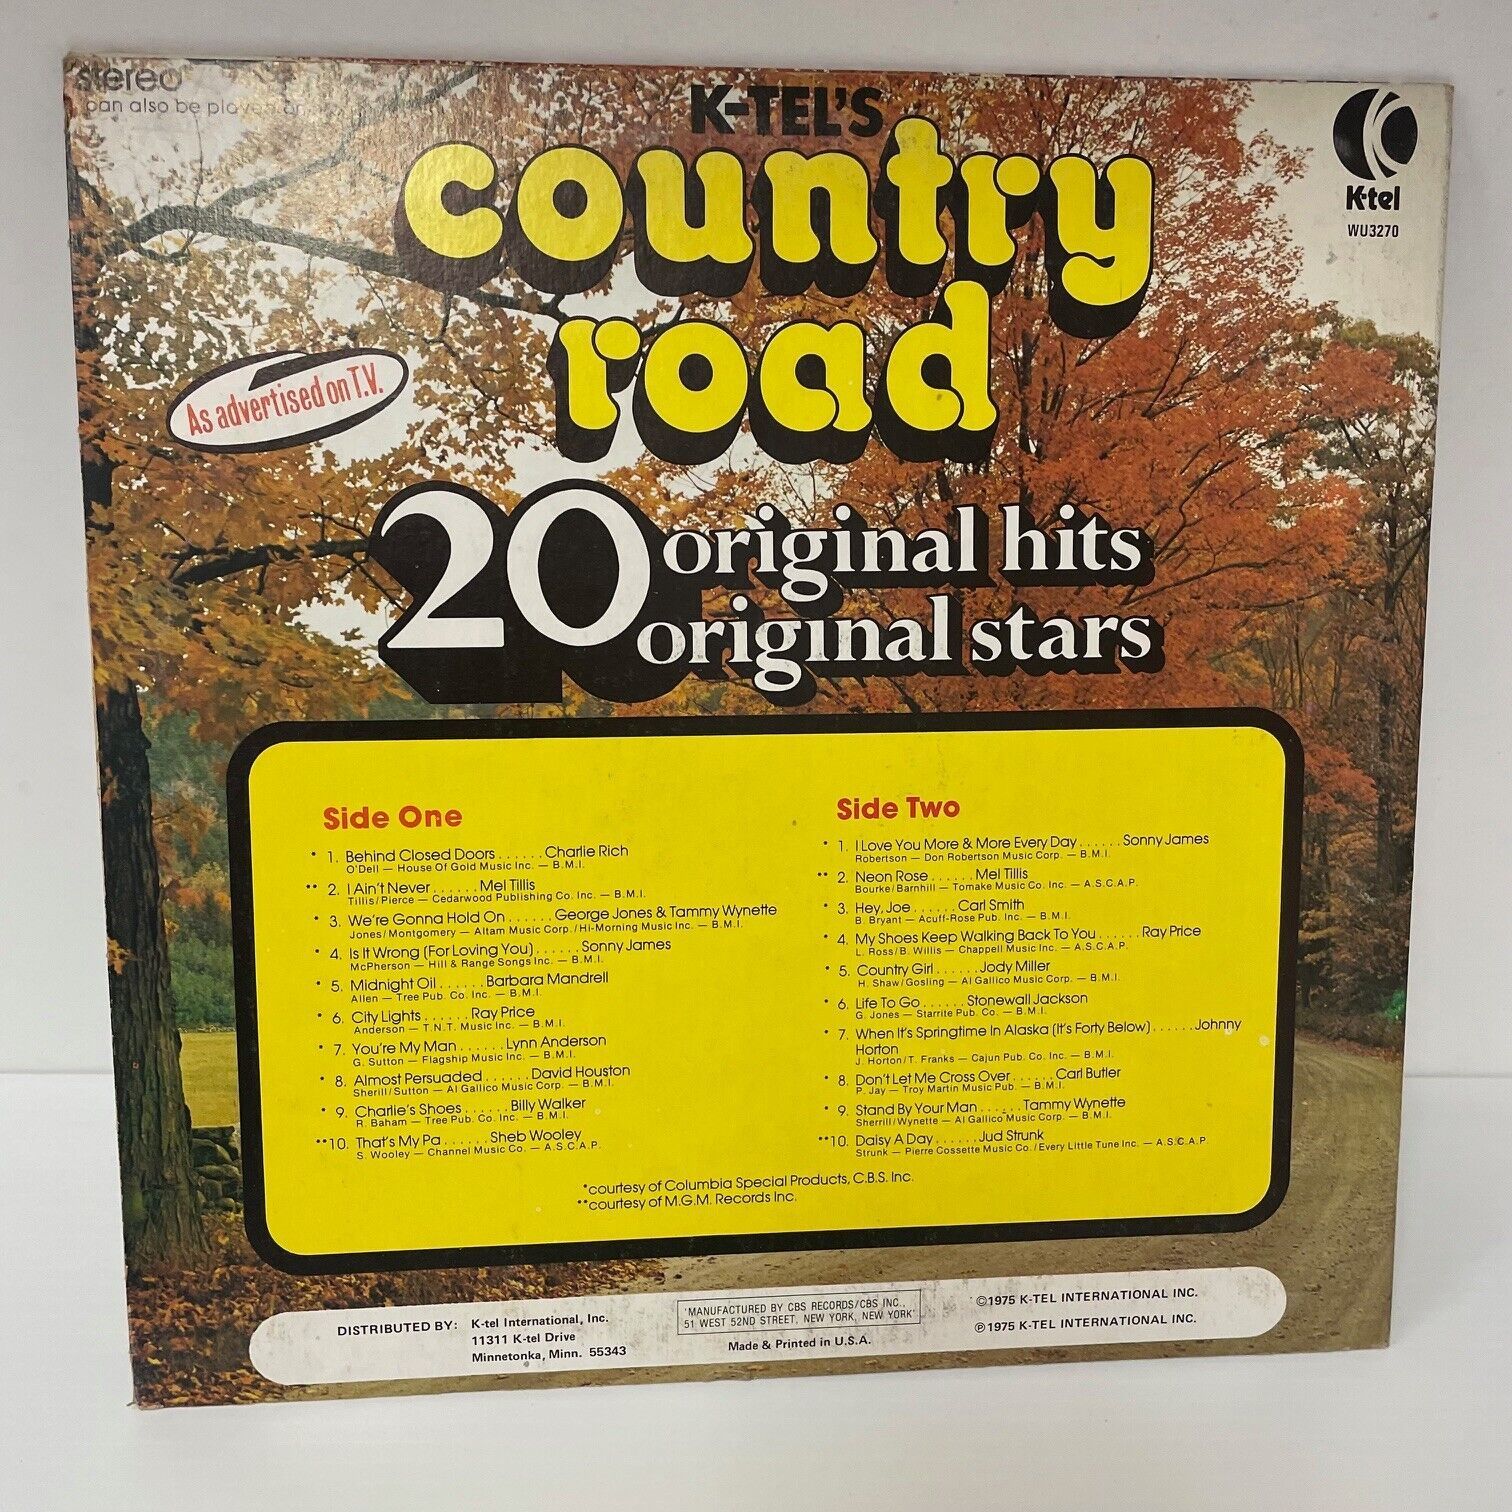 stereo
can also be played
K-TEL'S
country
road
K-tel
WU3270
As advertised on T.V.
20 original hits
original stars
Side One
* 1. Behind Closed Doors . . . . . . Charlie Rich
O'Dell — House Of Gold Music Inc. — B.M.I.
** 2. I Ain't Never . . . . . . Mel Tillis
Tillis/Pierce — Cedarwood Publishing Co. Inc. — B.M.I.
* 3. We're Gonna Hold On . . . . . . George Jones & Tammy Wynette
Jones/Montgomery — Altam Music Corp./Hi-Morning Music Inc. — B.M.I.
* 4. Is It Wrong (For Loving You) . . . . . . Sonny James
McPherson — Hill & Range Songs Inc. — B.M.I.
* 5. Midnight Oil . . . . . . Barbara Mandrell
Allen — Tree Pub. Co. Inc. — B.M.I.
* 6. City Lights . . . . . . Ray Price
Anderson — T.N.T. Music Inc. — B.M.I.
* 7. You're My Man . . . . . . Lynn Anderson
G. Sutton — Flagship Music Inc. — B.M.I.
* 8. Almost Persuaded . . . . . . David Houston
Sherill/Sutton — Al Gallico Music Corp. — B.M.I.
* 9. Charlie's Shoes . . . . . . Billy Walker
R. Baham — Tree Pub. Co. Inc. — B.M.I.
**10. That's My Pa . . . . . . Sheb Wooley
S. Wooley — Channel Music Co. — A.S.C.A.P.
Side Two
* 1. I Love You More & More Every Day . . . . . . Sonny James
Robertson — Don Robertson Music Corp. — B.M.I.
** 2. Neon Rose . . . . . . Mel Tillis
Bourke/Barnhill — Tomake Music Co. Inc. — A.S.C.A.P.
* 3. Hey, Joe . . . . . . Carl Smith
B. Bryant — Acuff-Rose Pub. Inc. — B.M.I.
* 4. My Shoes Keep Walking Back To You . . . . . . Ray Price
L. Ross/B. Willis — Chappell Music Inc. — A.S.C.A.P.
* 5. Country Girl . . . . . . Jody Miller
H. Shaw/Gosling — Al Gallico Music Corp. — B.M.I.
* 6. Life To Go . . . . . . Stonewall Jackson
G. Jones — Starrite Pub. Co. — B.M.I.
* 7. When It's Springtime In Alaska (It's Forty Below) . . . . . . Johnny
Horton
J. Horton/T. Franks — Cajun Pub. Co. Inc. — B.M.I.
* 8. Don't Let Me Cross Over . . . . . . Carl Butler
P. Jay — Troy Martin Music Pub. — B.M.I.
* 9. Stand By Your Man . . . . . . Tammy Wynette
Sherrill/Wynette — Al Gallico Music Corp. — B.M.I.
**10. Daisy A Day . . . . . . Jud Strunk
Strunk — Pierre Cossette Music Co./Every Little Tune Inc. — A.S.C.A.P.
*courtesy of Columbia Special Products, C.B.S. Inc.
**courtesy of M.G.M. Records Inc.
DISTRIBUTED BY: K-tel International, Inc.
11311 K-tel Drive
Minnetonka, Minn. 55343
'MANUFACTURED BY CBS RECORDS/CBS INC.,
51 WEST 52ND STREET, NEW YORK, NEW YORK'
Made & Printed in U.S.A.
©1975 K-TEL INTERNATIONAL INC.
℗1975 K-TEL INTERNATIONAL INC.